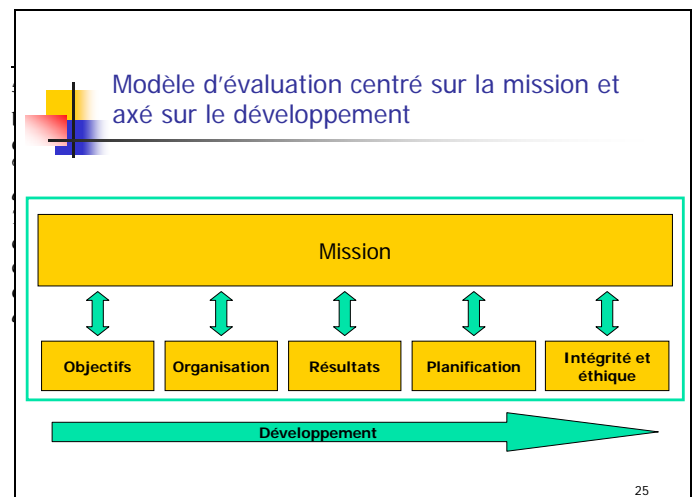 Modèle d'évaluation centré sur la mission et
axé sur le développement
Mission
Objectifs
Organisation
Résultats
Planification
Intégrité et
éthique
Développement
25